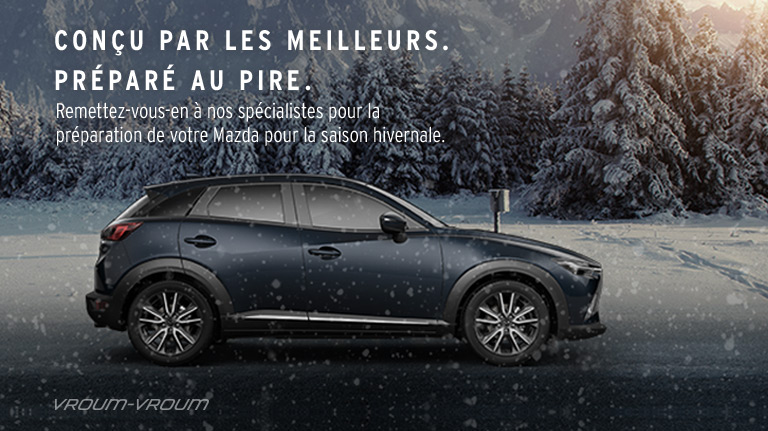 CONÇU PAR LES MEILLEURS.
PRÉPARÉ AU PIRE.
Remettez-vous-en à nos spécialistes pour la
préparation de votre Mazda pour la saison hivernale.
VROUM-VROUM